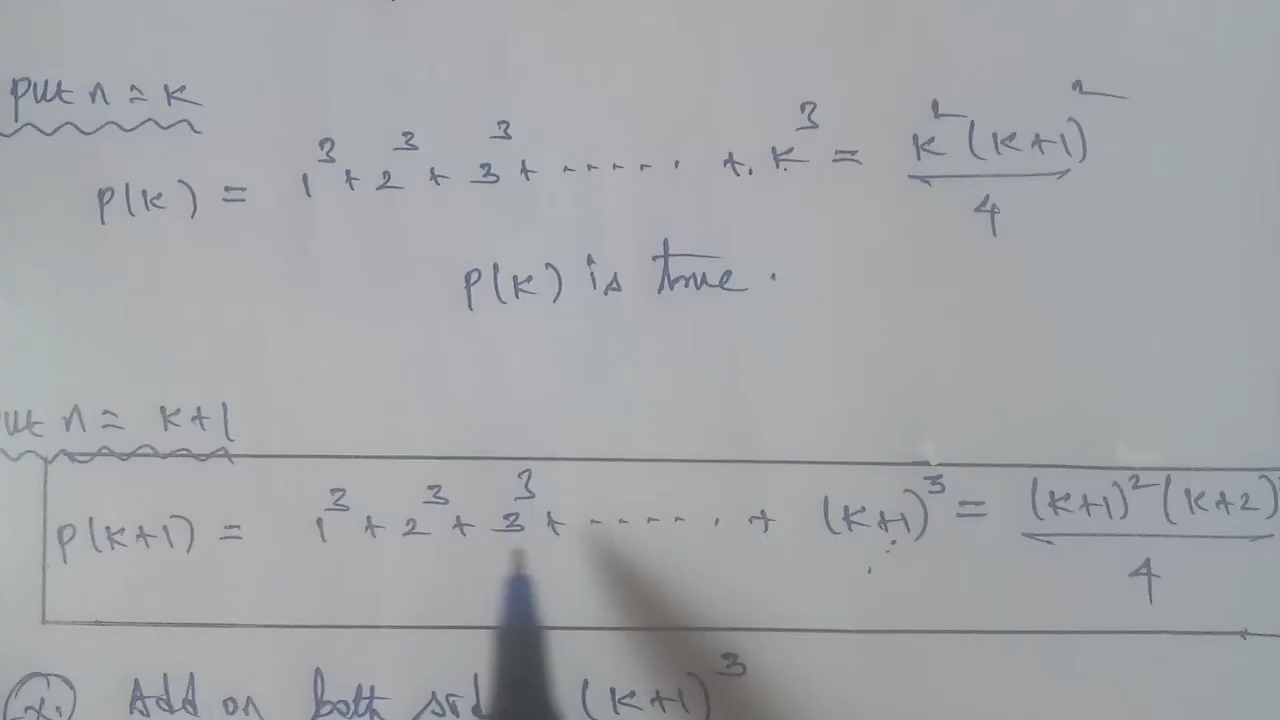 put n = k
P(k) = 1³ + 2³ + 3³ + ...... + k³ = k²(k+1)²/4
P(k) is true.
ut n = k+1
P(k+1) = 1³ + 2³ + 3³ + ...... + (k+1)³ = (k+1)²(k+2)/4
Add on both sid (k+1)³